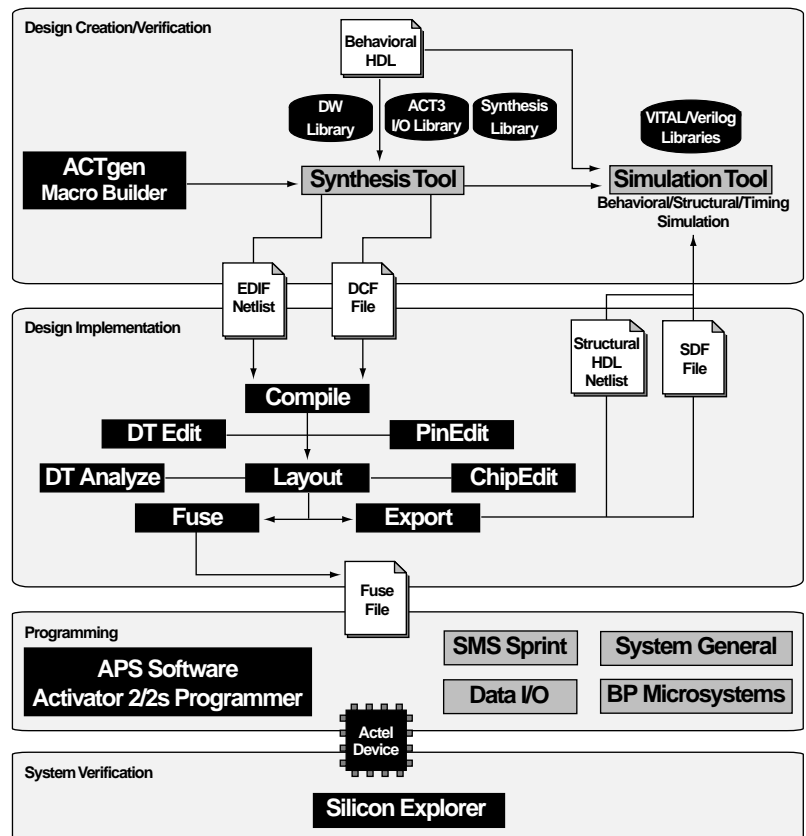 Design Creation/Verification
Behavioral
HDL
DW
Library
ACT3
I/O Library
Synthesis
Library
VITAL/Verilog
Libraries
ACTgen
Macro Builder
Synthesis Tool
Simulation Tool
Behavioral/Structural/Timing
Simulation
EDIF
Netlist
DCF
File
Design Implementation
Structural
HDL
Netlist
SDF
File
Compile
DT Edit
PinEdit
DT Analyze
Layout
ChipEdit
Fuse
Export
Fuse
File
Programming
APS Software
Activator 2/2s Programmer
SMS Sprint
System General
Data I/O
BP Microsystems
Actel
Device
System Verification
Silicon Explorer